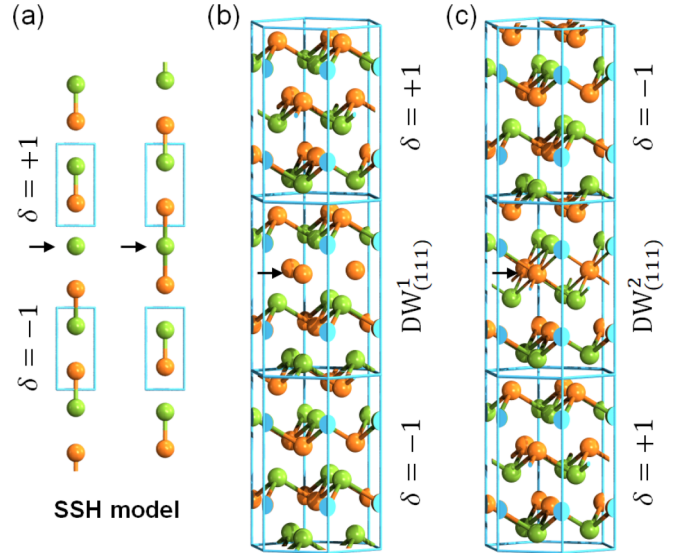 (a)
δ = +1
δ = −1
SSH model
(b)
δ = +1
DW¹₍₁₁₁₎
δ = −1
(c)
δ = −1
DW²₍₁₁₁₎
δ = +1